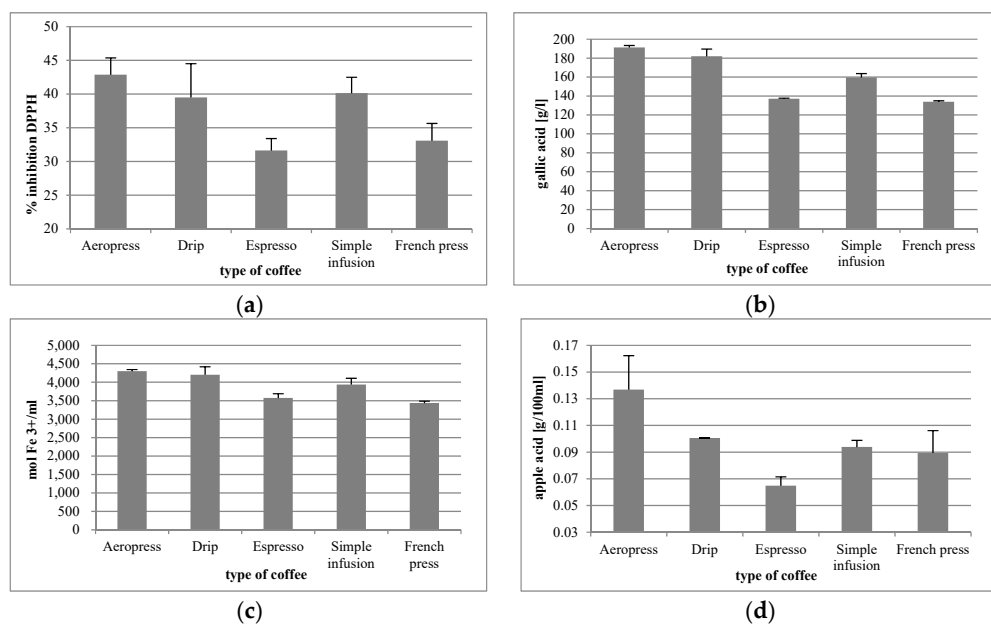 45
40
35
30
25
20
% inhibition DPPH
50
Aeropress Drip Espresso Simple infusion French press
type of coffee
(a)
200
180
160
140
120
100
80
60
40
20
0
gallic acid [g/l]
Aeropress Drip Espresso Simple infusion French press
type of coffee
(b)
5,000
4,500
4,000
3,500
3,000
2,500
2,000
1,500
1,000
500
0
mol Fe 3+/ml
Aeropress Drip Espresso Simple infusion French press
type of coffee
(c)
0.17
0.15
0.13
0.11
0.09
0.07
0.05
0.03
apple acid [g/100ml]
Aeropress Drip Espresso Simple infusion French press
type of coffee
(d)